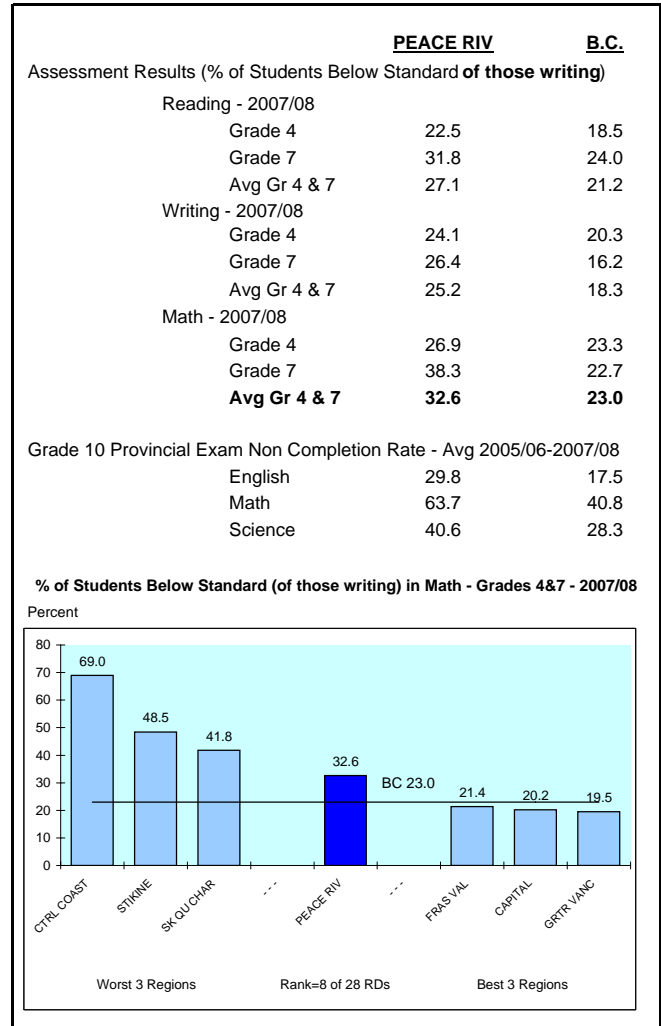 PEACE RIV B.C.
Assessment Results (% of Students Below Standard of those writing)
Reading - 2007/08
Grade 4 22.5 18.5
Grade 7 31.8 24.0
Avg Gr 4 & 7 27.1 21.2
Writing - 2007/08
Grade 4 24.1 20.3
Grade 7 26.4 16.2
Avg Gr 4 & 7 25.2 18.3
Math - 2007/08
Grade 4 26.9 23.3
Grade 7 38.3 22.7
Avg Gr 4 & 7 32.6 23.0
Grade 10 Provincial Exam Non Completion Rate - Avg 2005/06-2007/08
English 29.8 17.5
Math 63.7 40.8
Science 40.6 28.3
% of Students Below Standard (of those writing) in Math - Grades 4&7 - 2007/08
Percent
80
70
60
50
40
30
20
10
0
69.0
48.5
41.8
32.6
BC 23.0
21.4
20.2
19.5
CTRL COAST
STIKINE
SK QU CHAR
- - -
PEACE RIV
- - -
FRAS VAL
CAPITAL
GRTR VANC
Worst 3 Regions Rank=8 of 28 RDs Best 3 Regions